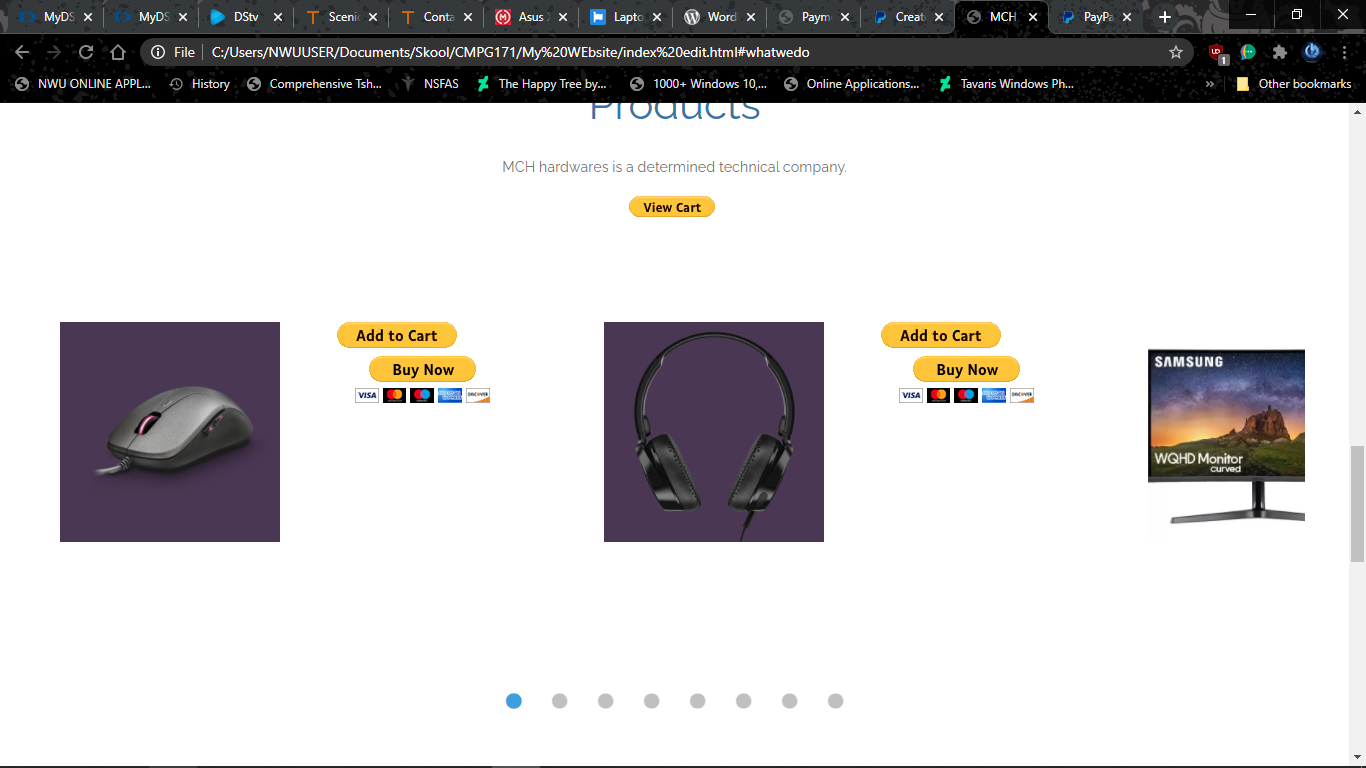 MyDS
MyDS
DStv
Scenic
Conta
Asus
Lapto
Word
Payme
Creat
MCH
PayPa
File
C:/Users/NWUUSER/Documents/Skool/CMPG171/My%20WEbsite/index%20edit.html#whatwedo
1
NWU ONLINE APPL...
History
Comprehensive Tsh...
NSFAS
The Happy Tree by...
1000+ Windows 10,...
Online Applications...
Tavaris Windows Ph...
»
Other bookmarks
Products
MCH hardwares is a determined technical company.
View Cart
Add to Cart
Buy Now
VISA
DISCOVER
Add to Cart
Buy Now
VISA
DISCOVER
SAMSUNG
WQHD Monitor
curved